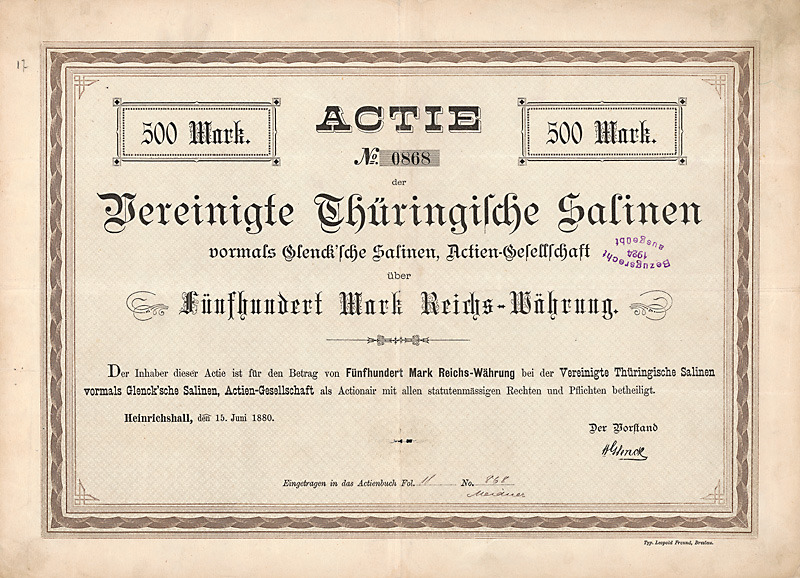 17
500 Mark.
ACTIE
500 Mark.
No. 0868
der
Vereinigte Thüringische Salinen
vormals Glenck'sche Salinen, Actien-Gesellschaft
Bezugsrecht
1924
ausgeübt
über
Fünfhundert Mark Reichs-Währung.
Der Inhaber dieser Actie ist für den Betrag von Fünfhundert Mark Reichs-Währung bei der Vereinigte Thüringische Salinen
vormals Glenck'sche Salinen, Actien-Gesellschaft als Actionair mit allen statutenmässigen Rechten und Pflichten betheiligt.
Heinrichshall, den 15. Juni 1880.
Der Vorstand
HGlenck
Eingetragen in das Actienbuch Fol. 11 No. 868
Meidner
Typ. Leopold Freund, Breslau.